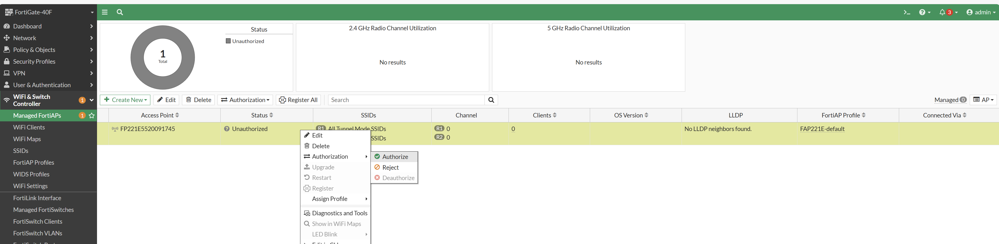 FortiGate-40F
3
admin
Dashboard
Network
Policy & Objects
Security Profiles
VPN
User & Authentication
WiFi & Switch
Controller
1
Managed FortiAPs
1
WiFi Clients
WiFi Maps
SSIDs
FortiAP Profiles
WIDS Profiles
WiFi Settings
FortiLink Interface
Managed FortiSwitches
FortiSwitch Clients
FortiSwitch VLANs
1
Total
Status
Unauthorized
2.4 GHz Radio Channel Utilization
No results
5 GHz Radio Channel Utilization
No results
Create New
Edit
Delete
Authorization
Register All
Search
Managed 0
AP
Access Point
Status
SSIDs
Channel
Clients
OS Version
LLDP
FortiAP Profile
Connected Via
FP221E5520091745
Unauthorized
R1 All Tunnel Mode SSIDs
SSIDs
R1 0
R2 0
0
No LLDP neighbors found.
FAP221E-default
Edit
Delete
Authorization
Upgrade
Restart
Register
Assign Profile
Diagnostics and Tools
Show in WiFi Maps
LED Blink
Authorize
Reject
Deauthorize